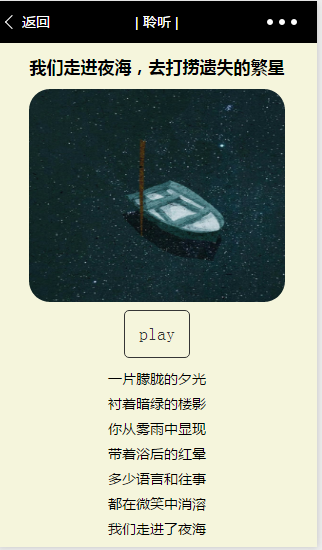 返回
| 聆听 |
我们走进夜海，去打捞遗失的繁星
play
一片朦胧的夕光
衬着暗绿的楼影
你从雾雨中显现
带着浴后的红晕
多少语言和往事
都在微笑中消溶
我们走进了夜海